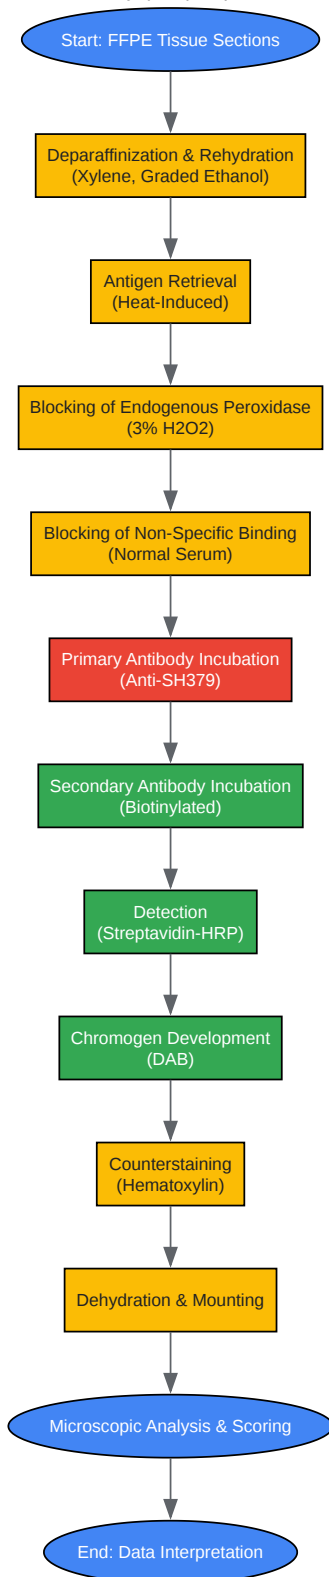 Start: FFPE Tissue Sections
Deparaffinization & Rehydration
(Xylene, Graded Ethanol)
Antigen Retrieval
(Heat-Induced)
Blocking of Endogenous Peroxidase
(3% H2O2)
Blocking of Non-Specific Binding
(Normal Serum)
Primary Antibody Incubation
(Anti-SH379)
Secondary Antibody Incubation
(Biotinylated)
Detection
(Streptavidin-HRP)
Chromogen Development
(DAB)
Counterstaining
(Hematoxylin)
Dehydration & Mounting
Microscopic Analysis & Scoring
End: Data Interpretation